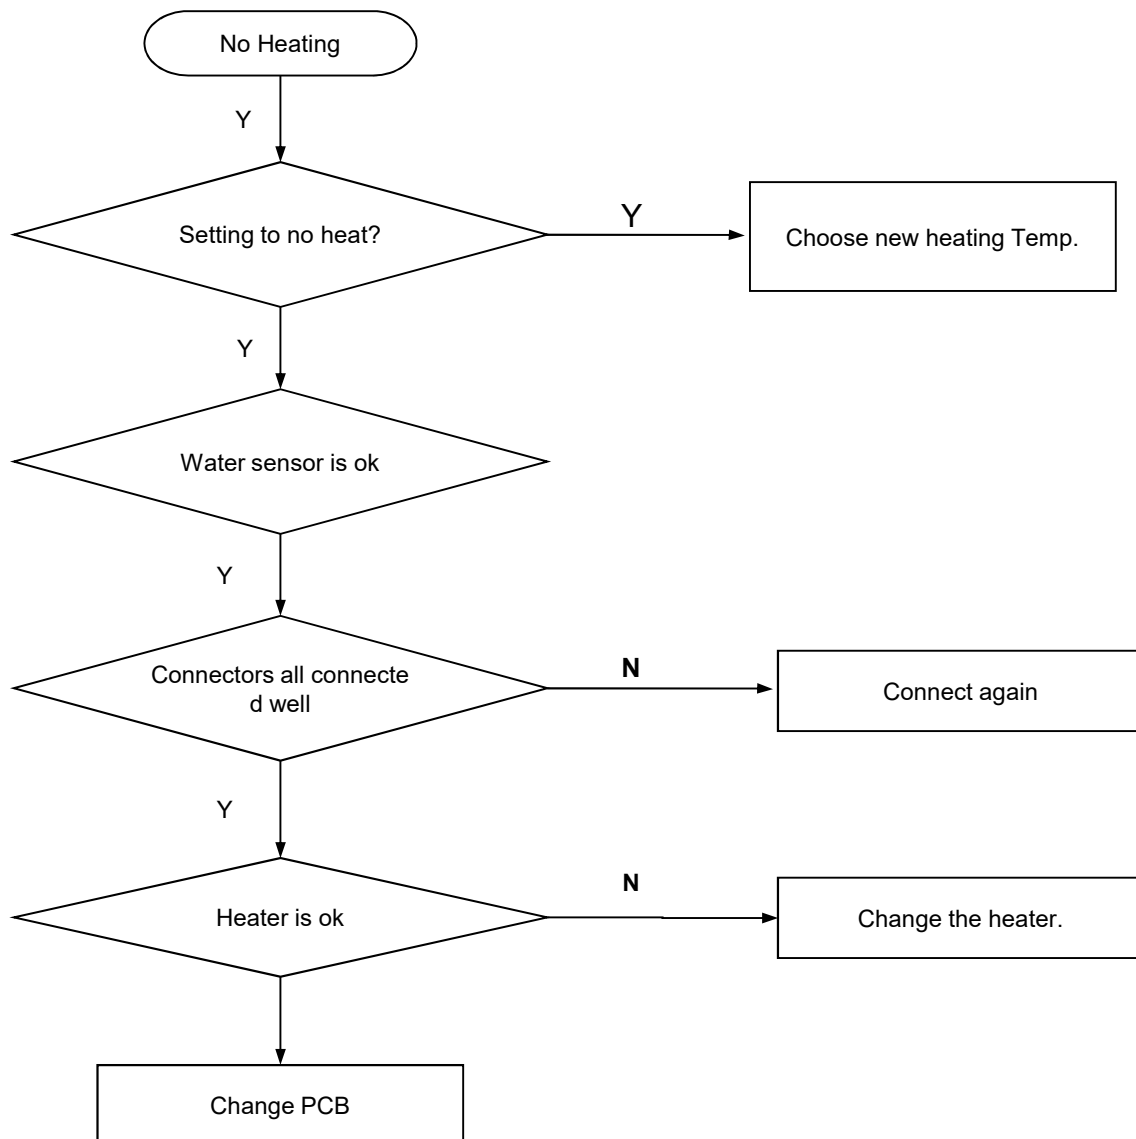 No Heating
Y
Setting to no heat?
Y
Choose new heating Temp.
Y
Water sensor is ok
Y
Connectors all connecte
d well
N
Connect again
Y
Heater is ok
N
Change the heater.
Change PCB